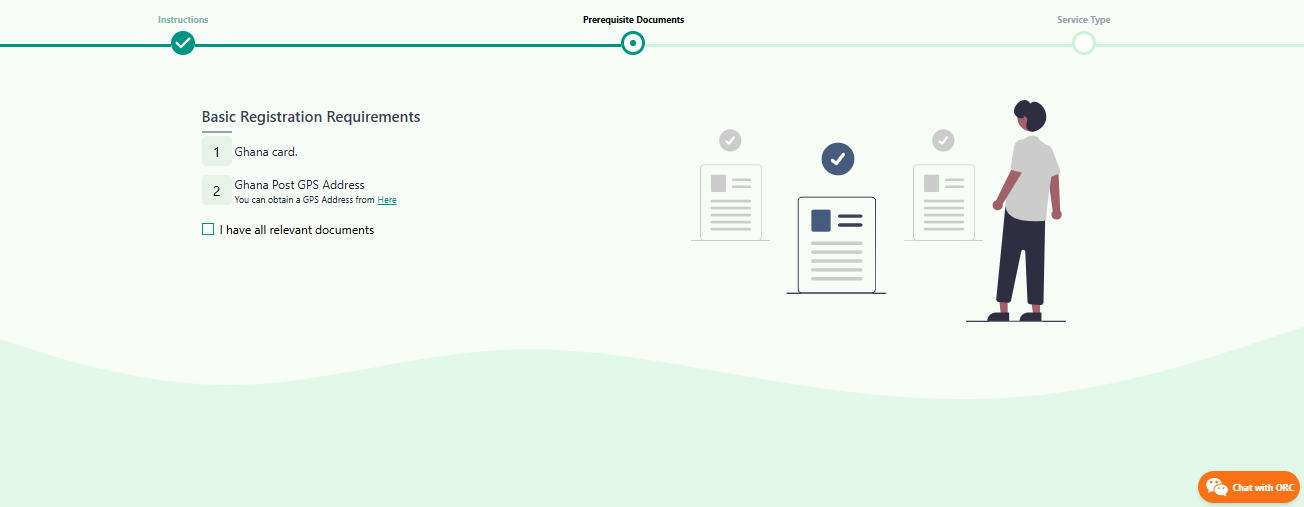 Instructions
Prerequisite Documents
Service Type
Basic Registration Requirements
1 Ghana card.
2 Ghana Post GPS Address
You can obtain a GPS Address from Here
I have all relevant documents
Chat with ORC